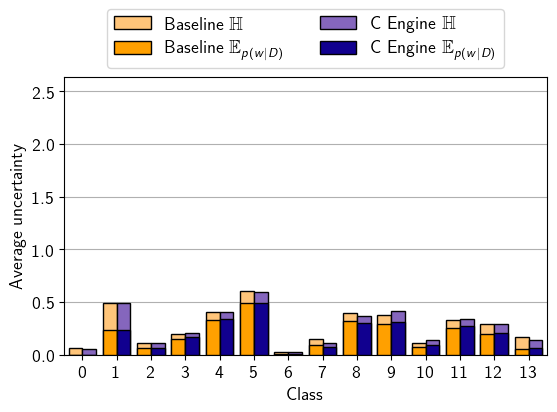 Baseline ℍ
Baseline 𝔼p(w|D)
C Engine ℍ
C Engine 𝔼p(w|D)
Average uncertainty
2.5
2.0
1.5
1.0
0.5
0.0
0 1 2 3 4 5 6 7 8 9 10 11 12 13
Class